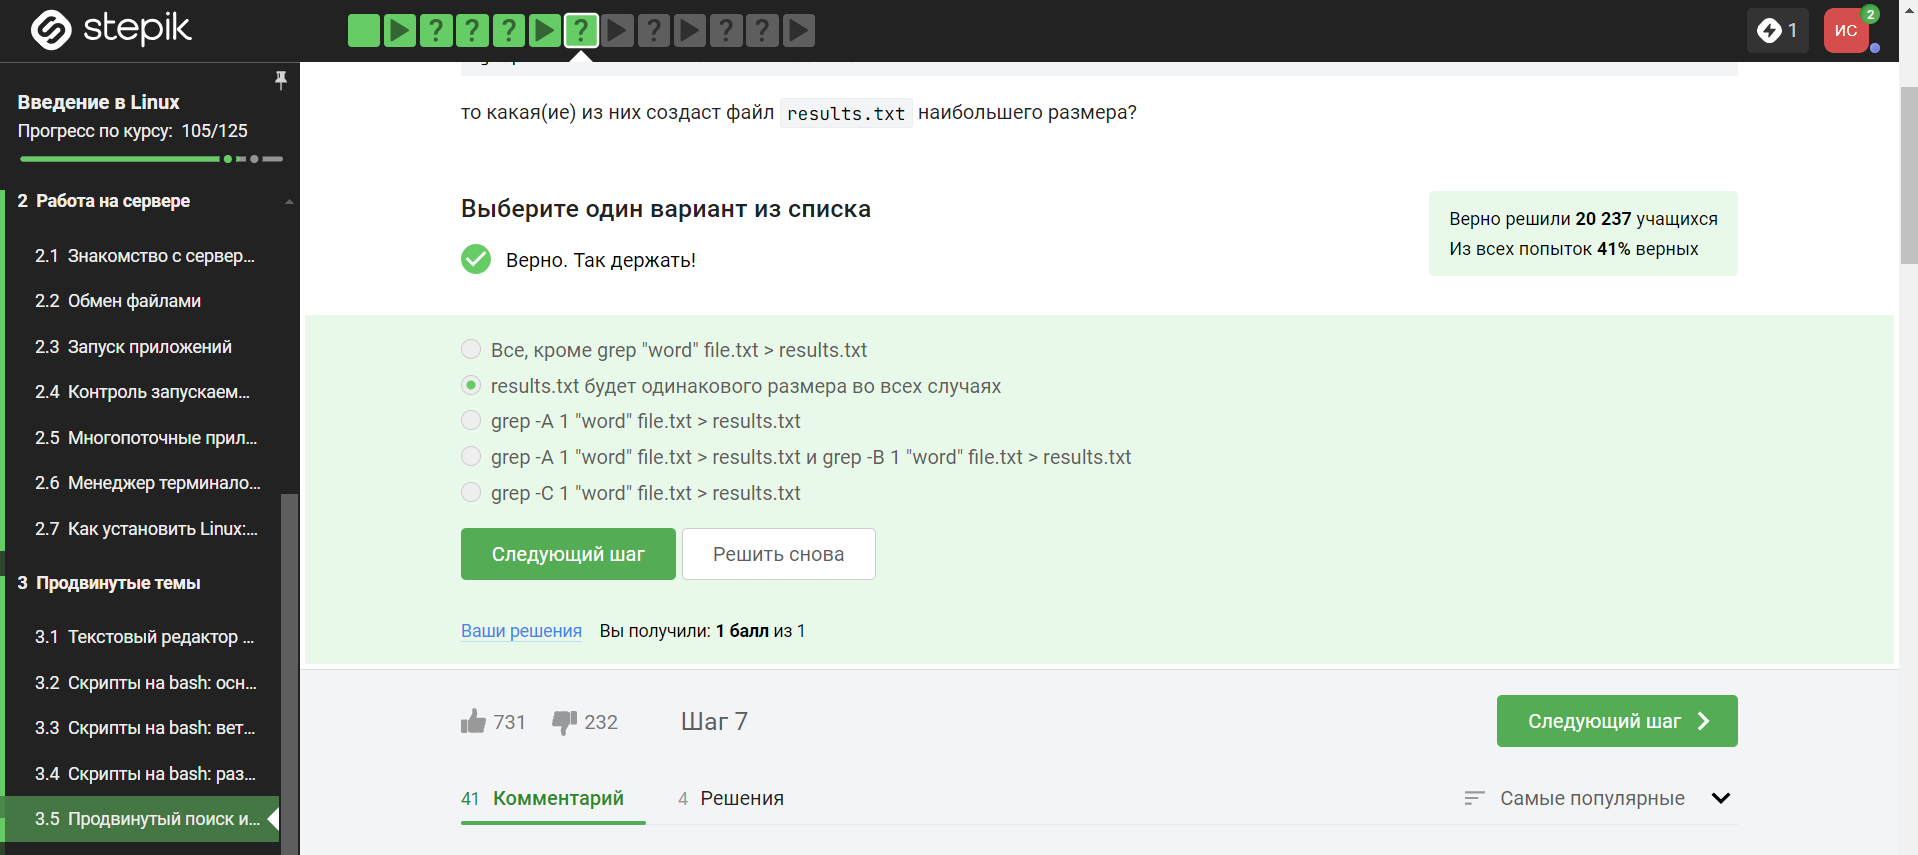 stepik
? ? ? ? ? ? ?
1
ИС
2
Введение в Linux
Прогресс по курсу: 105/125
2 Работа на сервере
2.1 Знакомство с сервер...
2.2 Обмен файлами
2.3 Запуск приложений
2.4 Контроль запускаем...
2.5 Многопоточные прил...
2.6 Менеджер терминало...
2.7 Как установить Linux:...
3 Продвинутые темы
3.1 Текстовый редактор ...
3.2 Скрипты на bash: осн...
3.3 Скрипты на bash: вет...
3.4 Скрипты на bash: раз...
3.5 Продвинутый поиск и...
то какая(ие) из них создаст файл results.txt наибольшего размера?
Выберите один вариант из списка
Верно. Так держать!
Верно решили 20 237 учащихся
Из всех попыток 41% верных
Все, кроме grep "word" file.txt > results.txt
results.txt будет одинакового размера во всех случаях
grep -A 1 "word" file.txt > results.txt
grep -A 1 "word" file.txt > results.txt и grep -B 1 "word" file.txt > results.txt
grep -C 1 "word" file.txt > results.txt
Следующий шаг
Решить снова
Ваши решения Вы получили: 1 балл из 1
731 232 Шаг 7
Следующий шаг
41 Комментарий
4 Решения
Самые популярные